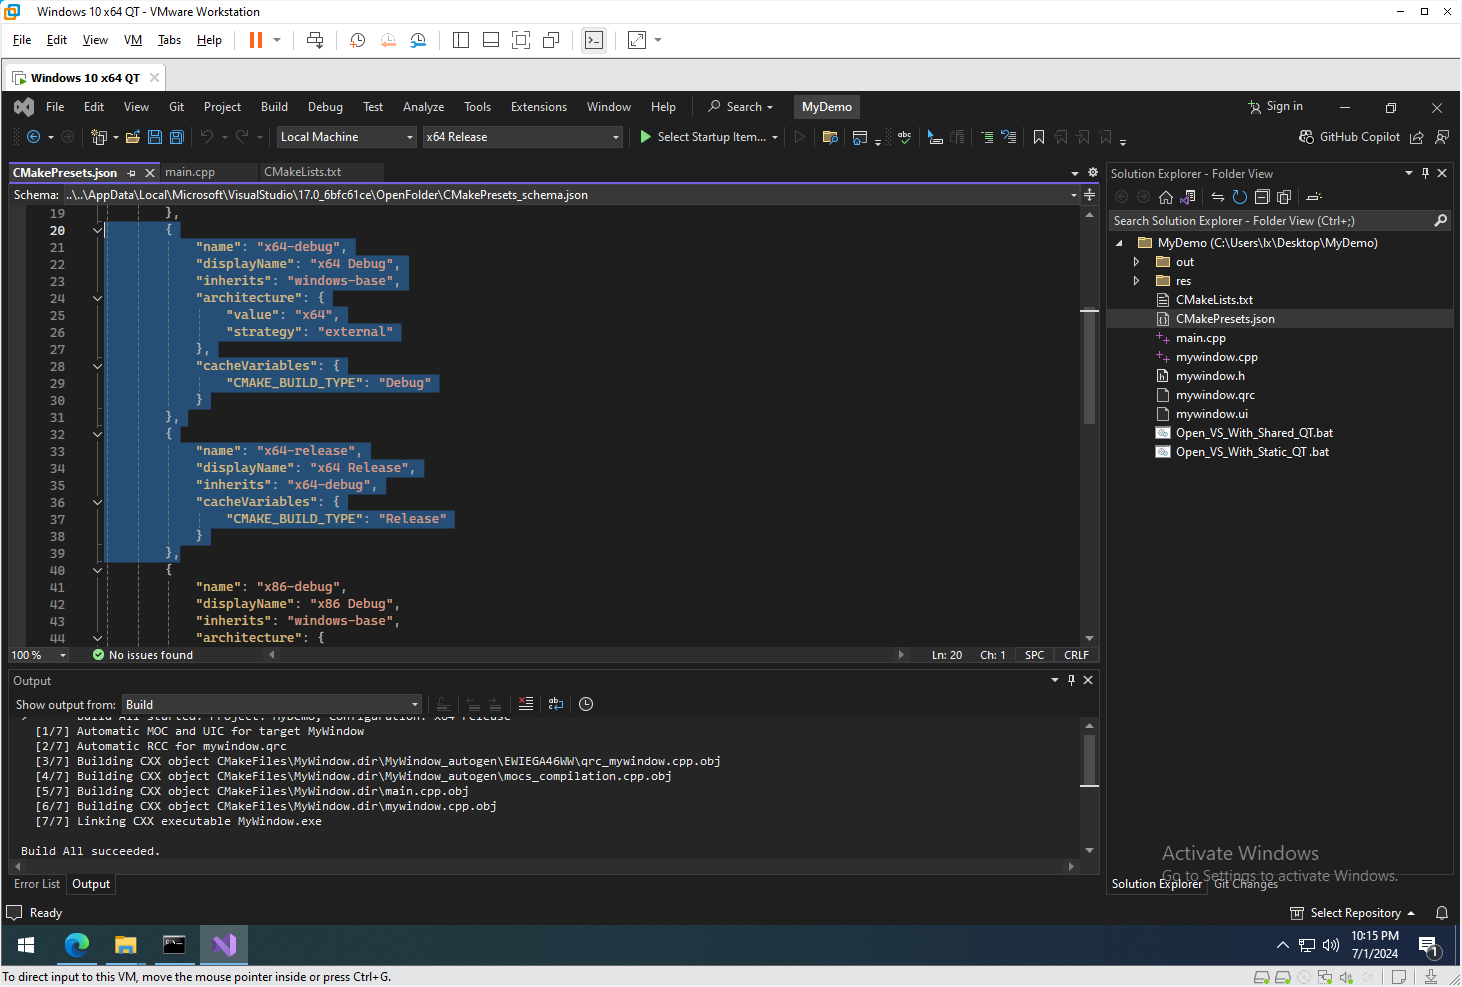 Windows 10 x64 QT - VMware Workstation
File Edit View VM Tabs Help
Windows 10 x64 QT
File Edit View Git Project Build Debug Test Analyze Tools Extensions Window Help Search MyDemo Sign in
Local Machine x64 Release Select Startup Item... GitHub Copilot
CMakePresets.json main.cpp CMakeLists.txt
Schema: ..\..\AppData\Local\Microsoft\VisualStudio\17.0_6bfc61ce\OpenFolder\CMakePresets_schema.json
19 },
20 {
21 "name": "x64-debug",
22 "displayName": "x64 Debug",
23 "inherits": "windows-base",
24 "architecture": {
25 "value": "x64",
26 "strategy": "external"
27 },
28 "cacheVariables": {
29 "CMAKE_BUILD_TYPE": "Debug"
30 }
31 },
32 {
33 "name": "x64-release",
34 "displayName": "x64 Release",
35 "inherits": "x64-debug",
36 "cacheVariables": {
37 "CMAKE_BUILD_TYPE": "Release"
38 }
39 },
40 {
41 "name": "x86-debug",
42 "displayName": "x86 Debug",
43 "inherits": "windows-base",
44 "architecture": {
100 % No issues found Ln: 20 Ch: 1 SPC CRLF
Output
Show output from: Build
Build All started: Project: MyDemo, Configuration: x64 release
[1/7] Automatic MOC and UIC for target MyWindow
[2/7] Automatic RCC for mywindow.qrc
[3/7] Building CXX object CMakeFiles\MyWindow.dir\MyWindow_autogen\EWIEGA46WW\qrc_mywindow.cpp.obj
[4/7] Building CXX object CMakeFiles\MyWindow.dir\MyWindow_autogen\mocs_compilation.cpp.obj
[5/7] Building CXX object CMakeFiles\MyWindow.dir\main.cpp.obj
[6/7] Building CXX object CMakeFiles\MyWindow.dir\mywindow.cpp.obj
[7/7] Linking CXX executable MyWindow.exe
Build All succeeded.
Error List Output
Solution Explorer - Folder View
Search Solution Explorer - Folder View (Ctrl+;)
MyDemo (C:\Users\lx\Desktop\MyDemo)
out
res
CMakeLists.txt
CMakePresets.json
main.cpp
mywindow.cpp
mywindow.h
mywindow.qrc
mywindow.ui
Open_VS_With_Shared_QT.bat
Open_VS_With_Static_QT .bat
Activate Windows
Go to Settings to activate Windows.
Solution Explorer Git Changes
Ready Select Repository
10:15 PM
7/1/2024
1
To direct input to this VM, move the mouse pointer inside or press Ctrl+G.